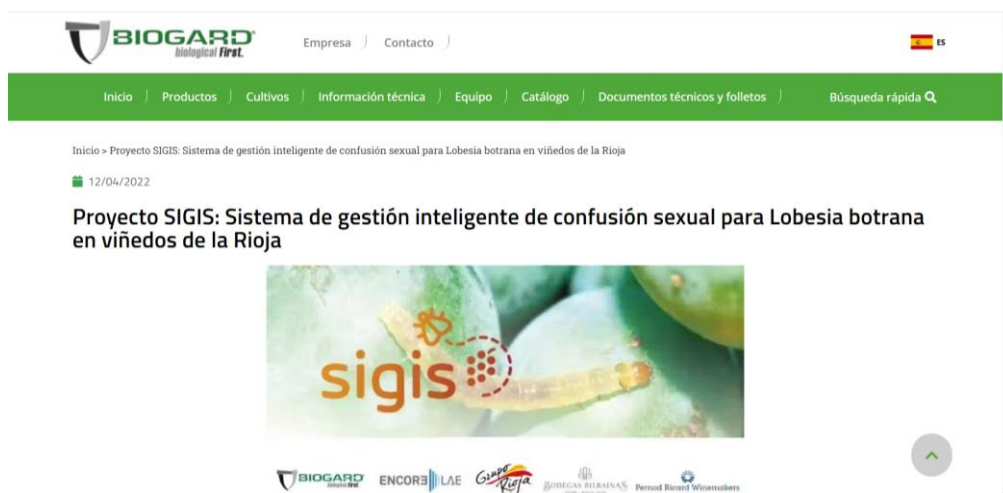 BIOGARD
biological First.
Empresa
Contacto
ES
Inicio
Productos
Cultivos
Información técnica
Equipo
Catálogo
Documentos técnicos y folletos
Búsqueda rápida
Inicio > Proyecto SIGIS: Sistema de gestión inteligente de confusión sexual para Lobesia botrana en viñedos de la Rioja
12/04/2022
Proyecto SIGIS: Sistema de gestión inteligente de confusión sexual para Lobesia botrana
en viñedos de la Rioja
sigis
BIOGARD
ENCORE LAE
Grupo Rioja
BODEGAS BILBAINAS
Pernod Ricard Winemakers